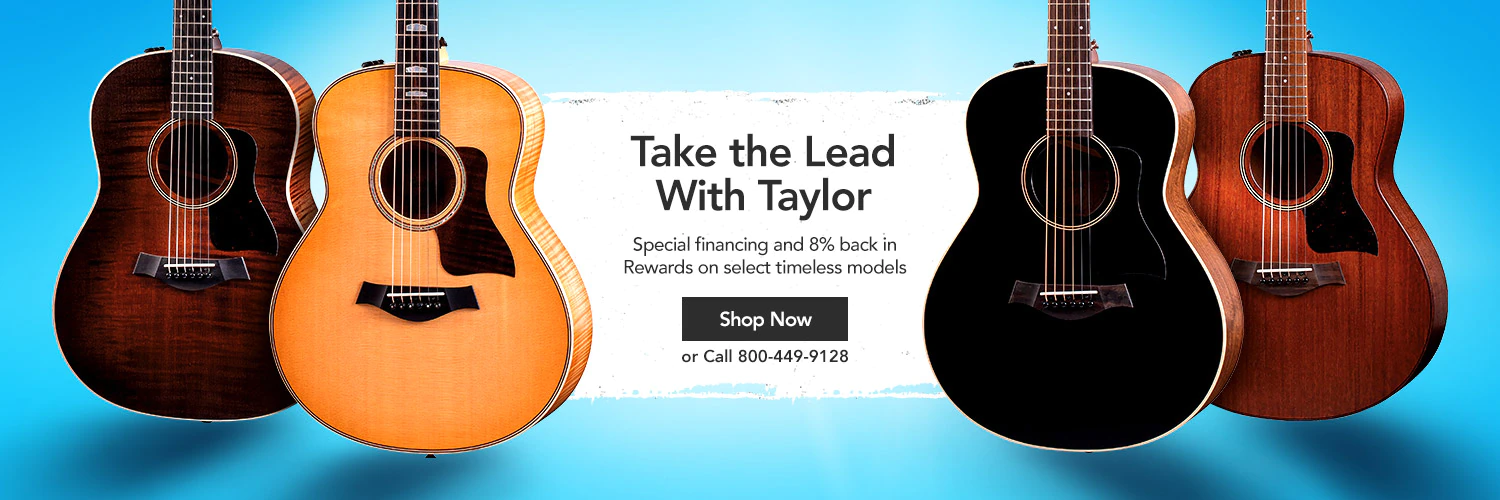 Take the Lead
With Taylor
Special financing and 8% back in
Rewards on select timeless models
Shop Now
or Call 800-449-9128